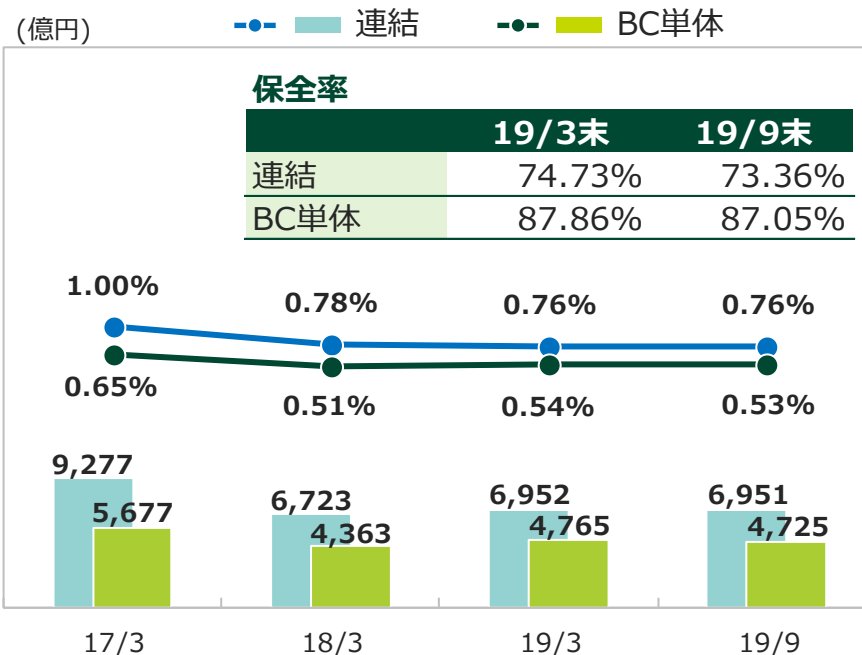 (億円) 連結 BC単体
保全率
19/3末 19/9末
連結 74.73% 73.36%
BC単体 87.86% 87.05%
1.00% 0.78% 0.76% 0.76%
0.65% 0.51% 0.54% 0.53%
9,277 6,723 6,952 6,951
5,677 4,363 4,765 4,725
17/3 18/3 19/3 19/9